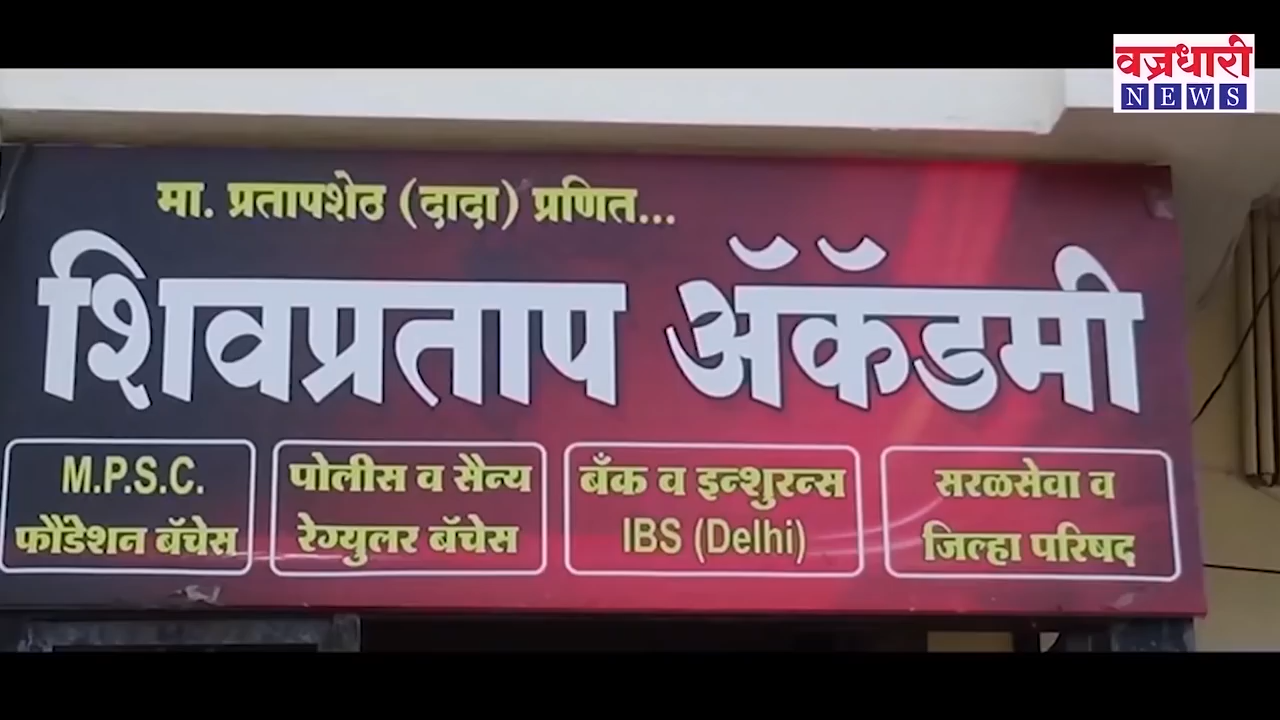 वज्रधारी
NEWS
मा. प्रतापशेठ (दादा) प्रणित...
शिवप्रताप ॲकॅडमी
M.P.S.C.
फौंडेशन बॅचेस
पोलीस व सैन्य
रेग्युलर बॅचेस
बँक व इन्शुरन्स
IBS (Delhi)
सरळसेवा व
जिल्हा परिषद